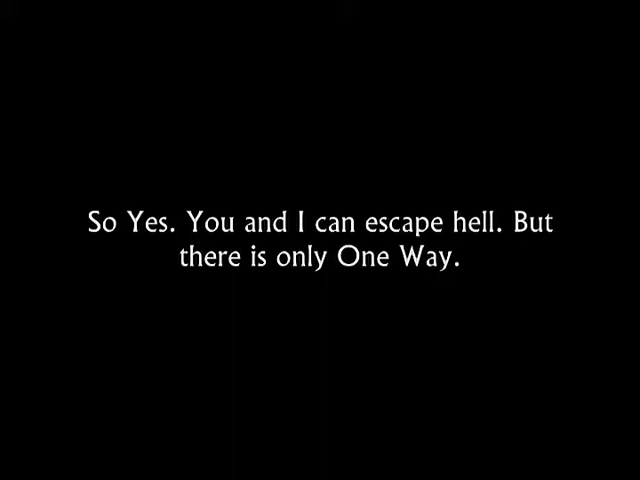 So Yes. You and I can escape hell. But
there is only One Way.